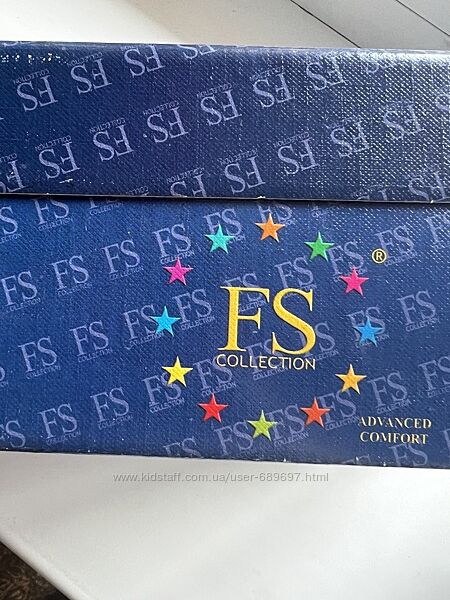 FS
COLLECTION
®
ADVANCED
COMFORT
www.kidstaff.com.ua/user-689697.html